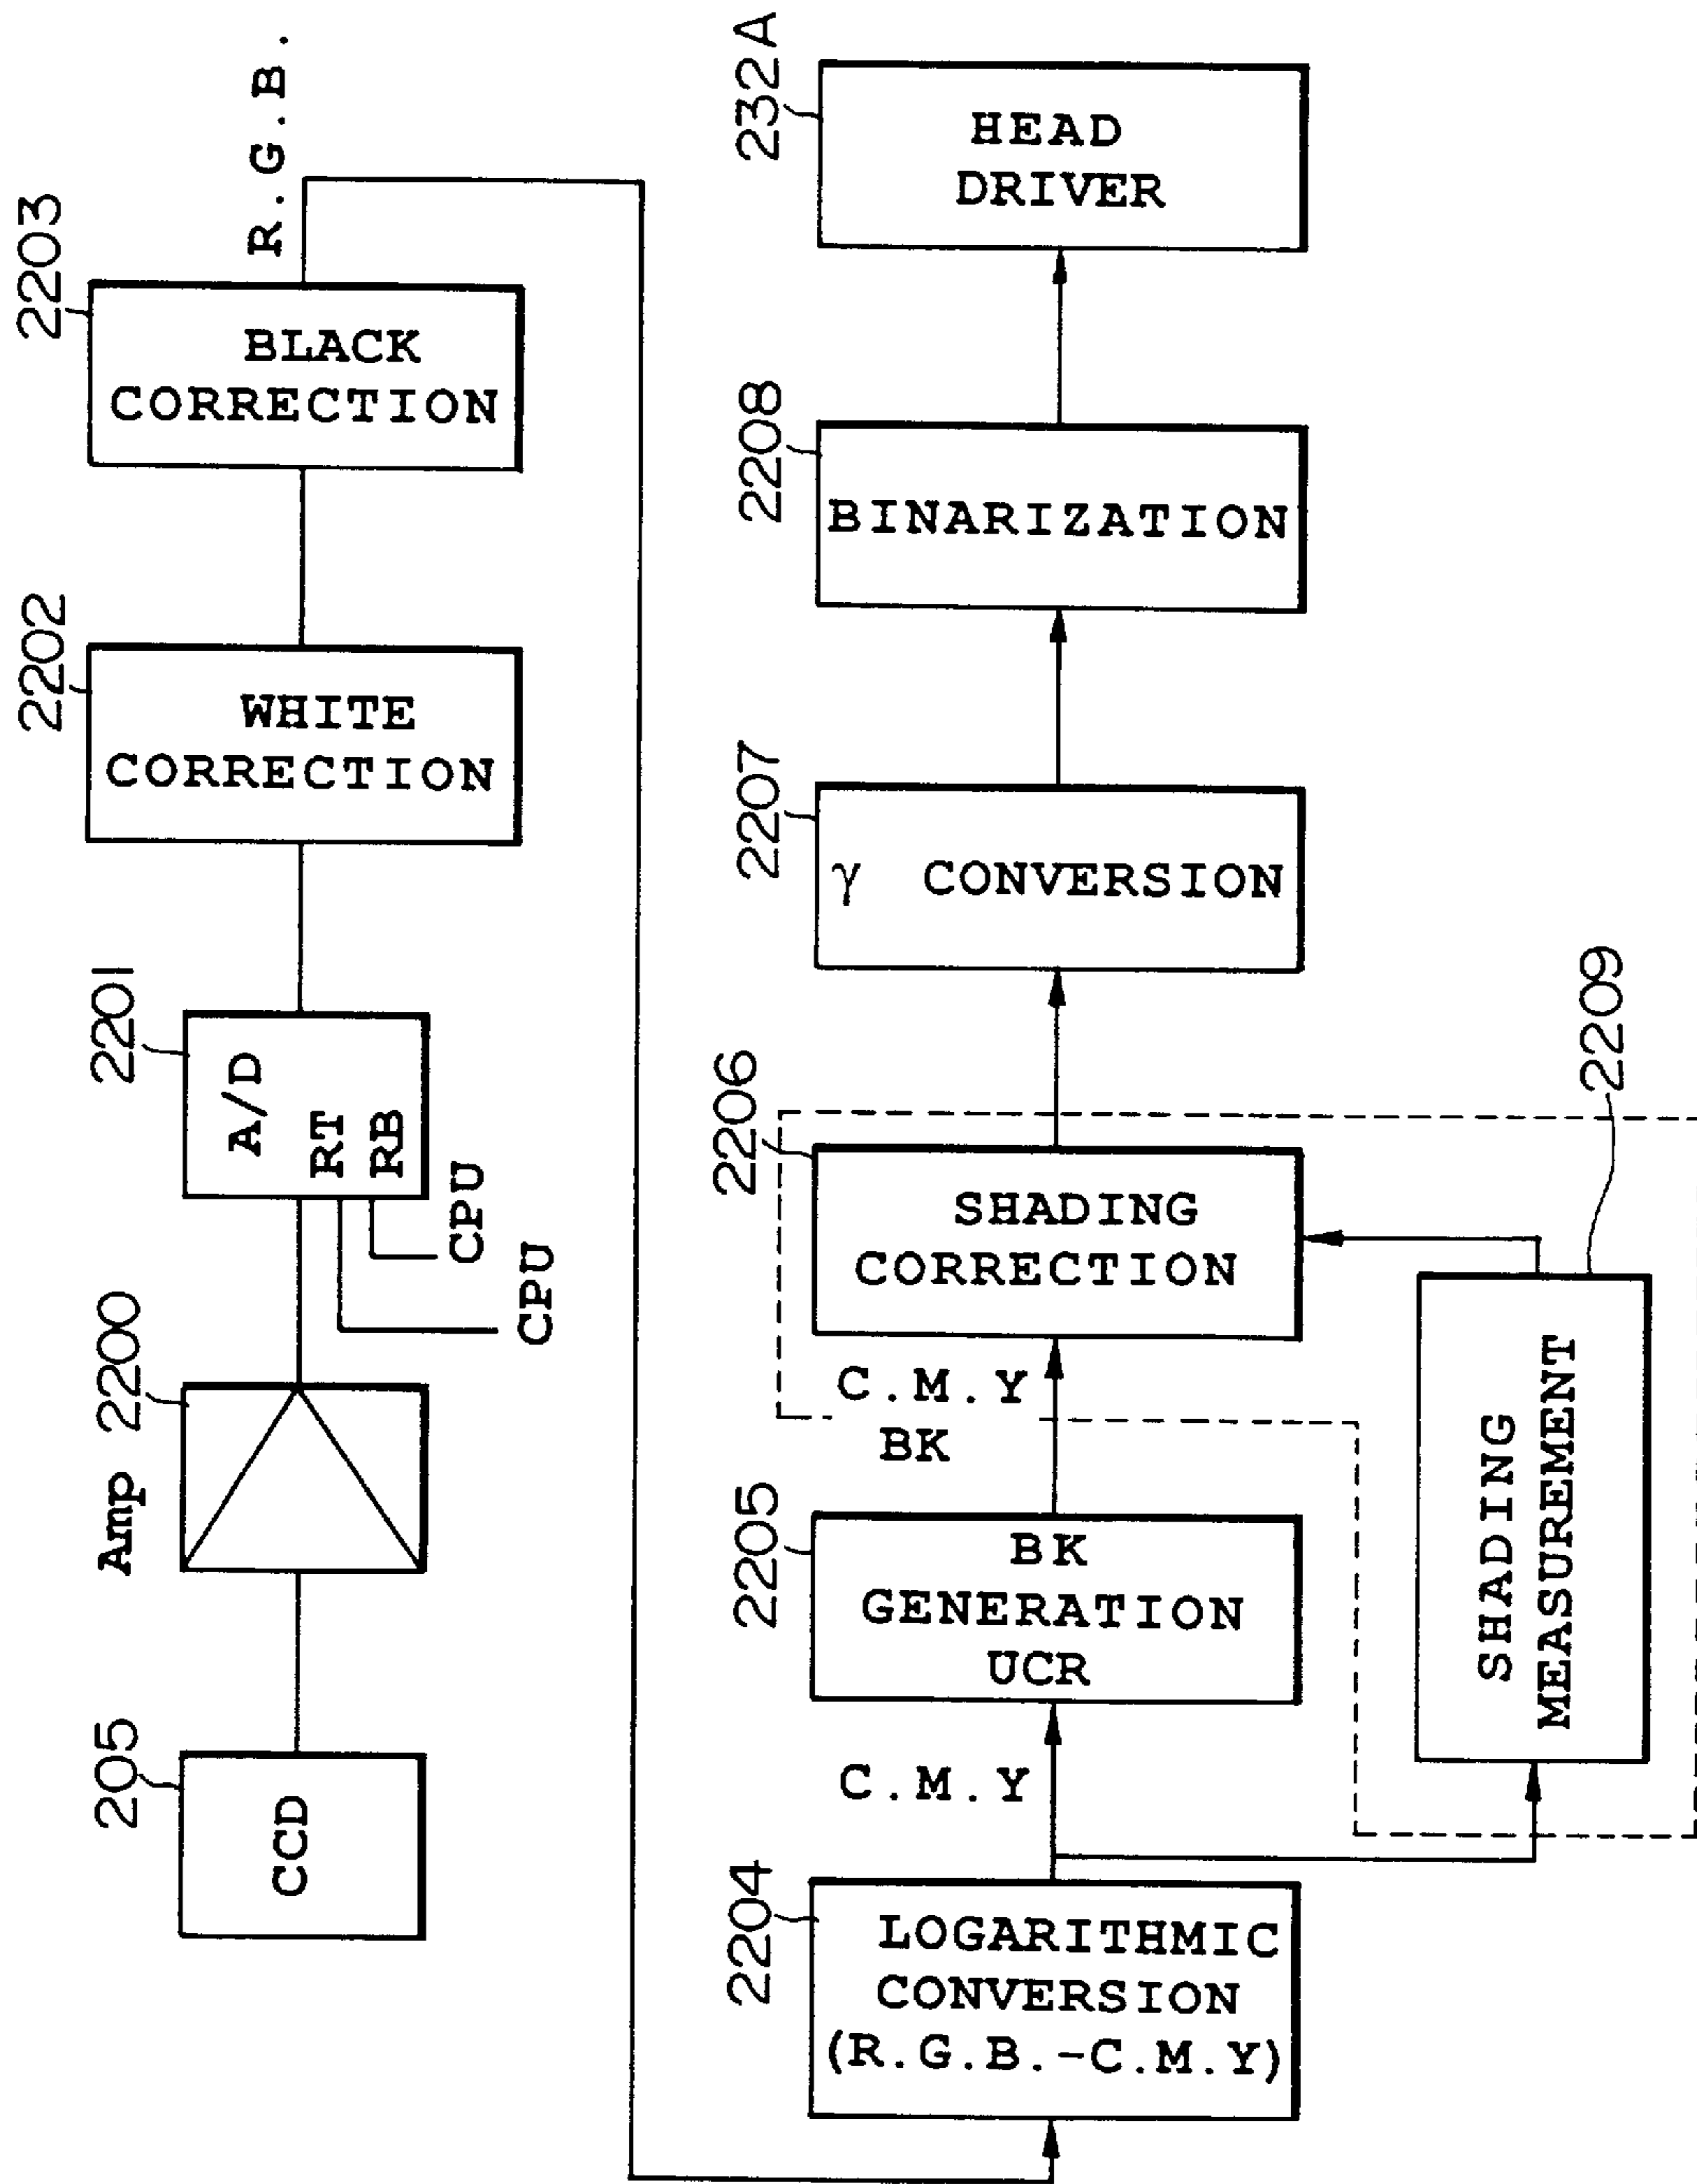 205
CCD
Amp
2200
2201
A/D
RT
RB
CPU
CPU
2202
WHITE
CORRECTION
2203
BLACK
CORRECTION
R.G.B.
2204
LOGARITHMIC
CONVERSION
(R.G.B.-C.M.Y)
C.M.Y
2205
BK
GENERATION
UCR
C.M.Y
BK
2206
SHADING
CORRECTION
2207
γ CONVERSION
2208
BINARIZATION
232A
HEAD
DRIVER
SHADING
MEASUREMENT
2209